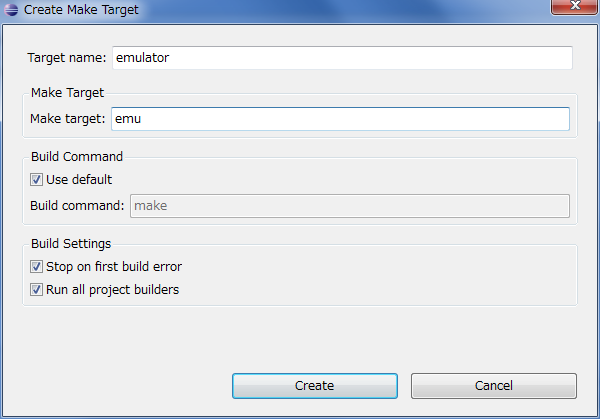 Create Make Target
Target name: emulator
Make Target
Make target: emu
Build Command
Use default
Build command: make
Build Settings
Stop on first build error
Run all project builders
Create Cancel